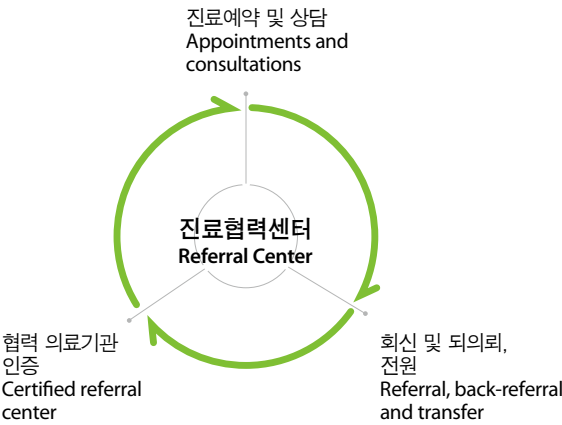 진료예약 및 상담
Appointments and
consultations
진료협력센터
Referral Center
협력 의료기관
인증
Certified referral
center
회신 및 되의뢰,
전원
Referral, back-referral
and transfer